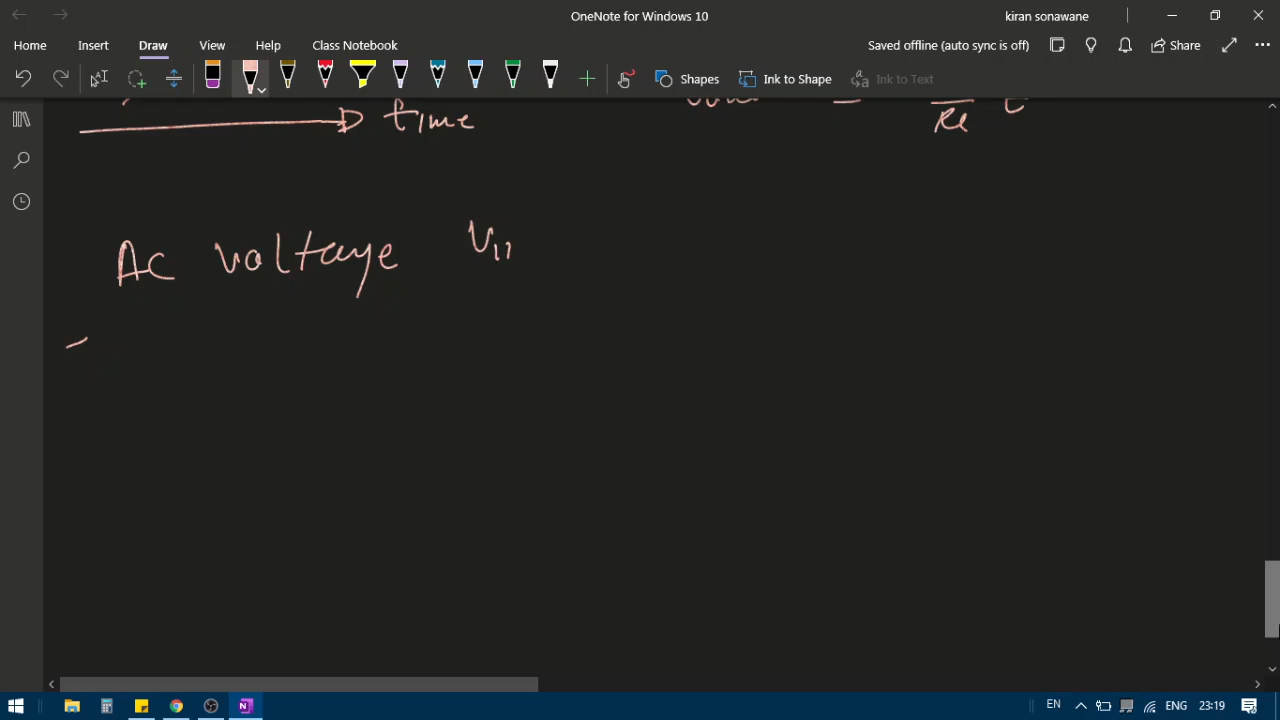 OneNote for Windows 10
kiran sonawane
Home Insert Draw View Help Class Notebook
Saved offline (auto sync is off) Share
Shapes Ink to Shape Ink to Text
time
AC voltage V11
EN ENG 23:19